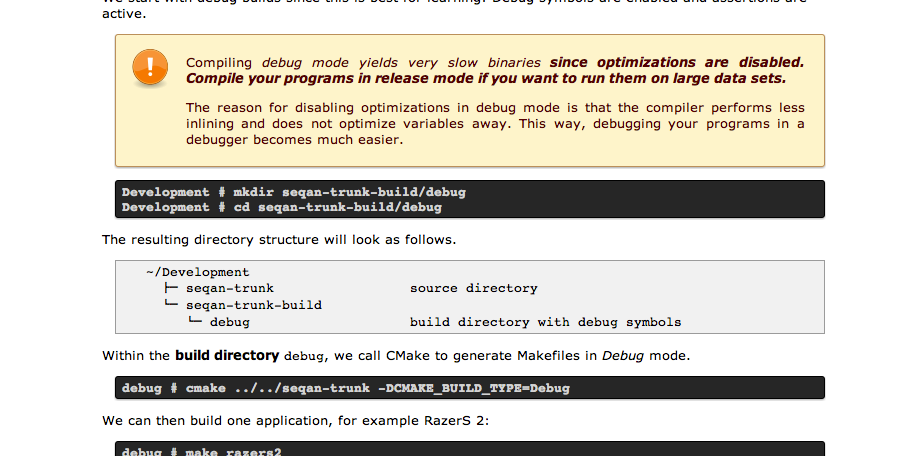 We start with debug builds since this is best for learning. Debug symbols are enabled and assertions are
active.
Compiling debug mode yields very slow binaries since optimizations are disabled.
Compile your programs in release mode if you want to run them on large data sets.
The reason for disabling optimizations in debug mode is that the compiler performs less
inlining and does not optimize variables away. This way, debugging your programs in a
debugger becomes much easier.
Development # mkdir seqan-trunk-build/debug
Development # cd seqan-trunk-build/debug
The resulting directory structure will look as follows.
~/Development
├─ seqan-trunk source directory
└─ seqan-trunk-build
└─ debug build directory with debug symbols
Within the build directory debug, we call CMake to generate Makefiles in Debug mode.
debug # cmake ../../seqan-trunk -DCMAKE_BUILD_TYPE=Debug
We can then build one application, for example RazerS 2:
debug # make razers2